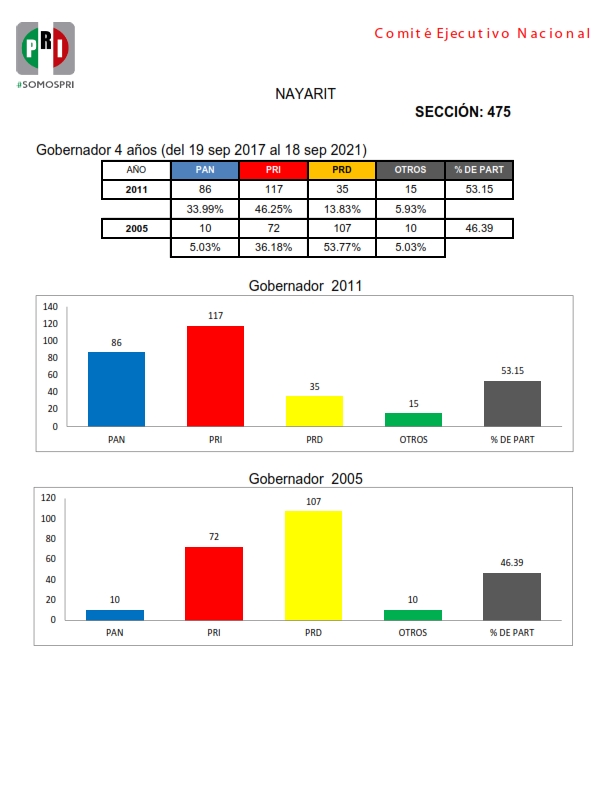 Comité Ejecutivo Nacional
PRI
#SOMOSPRI
NAYARIT
SECCIÓN: 475
Gobernador 4 años (del 19 sep 2017 al 18 sep 2021)
AÑO PAN PRI PRD OTROS % DE PART
2011 86 117 35 15 53.15
33.99% 46.25% 13.83% 5.93%
2005 10 72 107 10 46.39
5.03% 36.18% 53.77% 5.03%
Gobernador 2011
140
120
100
80
60
40
20
0
86
117
35
15
53.15
PAN PRI PRD OTROS % DE PART
Gobernador 2005
120
100
80
60
40
20
0
10
72
107
10
46.39
PAN PRI PRD OTROS % DE PART